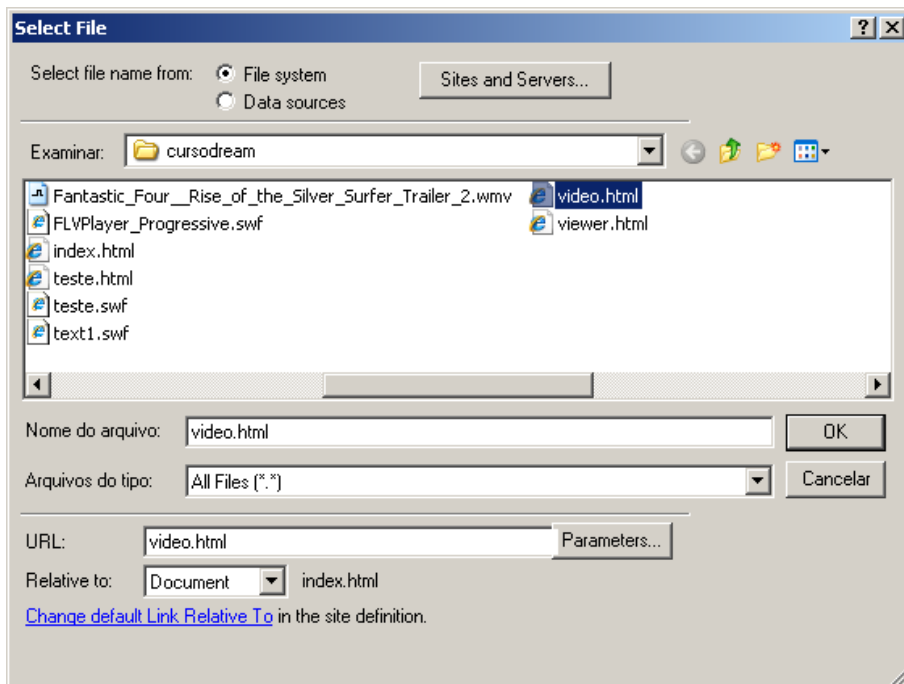 Select File
Select file name from: File system Sites and Servers...
Data sources
Examinar: cursodream
Fantastic_Four__Rise_of_the_Silver_Surfer_Trailer_2.wmv video.html
FLVPlayer_Progressive.swf viewer.html
index.html
teste.html
teste.swf
text1.swf
Nome do arquivo: video.html OK
Arquivos do tipo: All Files (*.*) Cancelar
URL: video.html Parameters...
Relative to: Document index.html
Change default Link Relative To in the site definition.